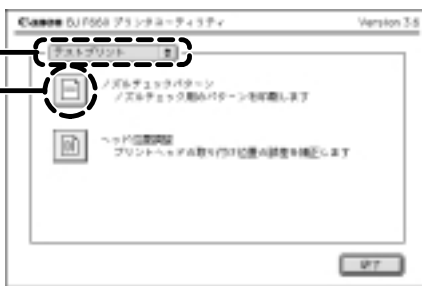 Canon BJ F660 プリンタユーティリティ Version 3.6
テストプリント
ノズルチェックパターン
ノズルチェック用のパターンを印刷します
ヘッド位置調整
プリントヘッドの取り付け位置の誤差を補正します
終了